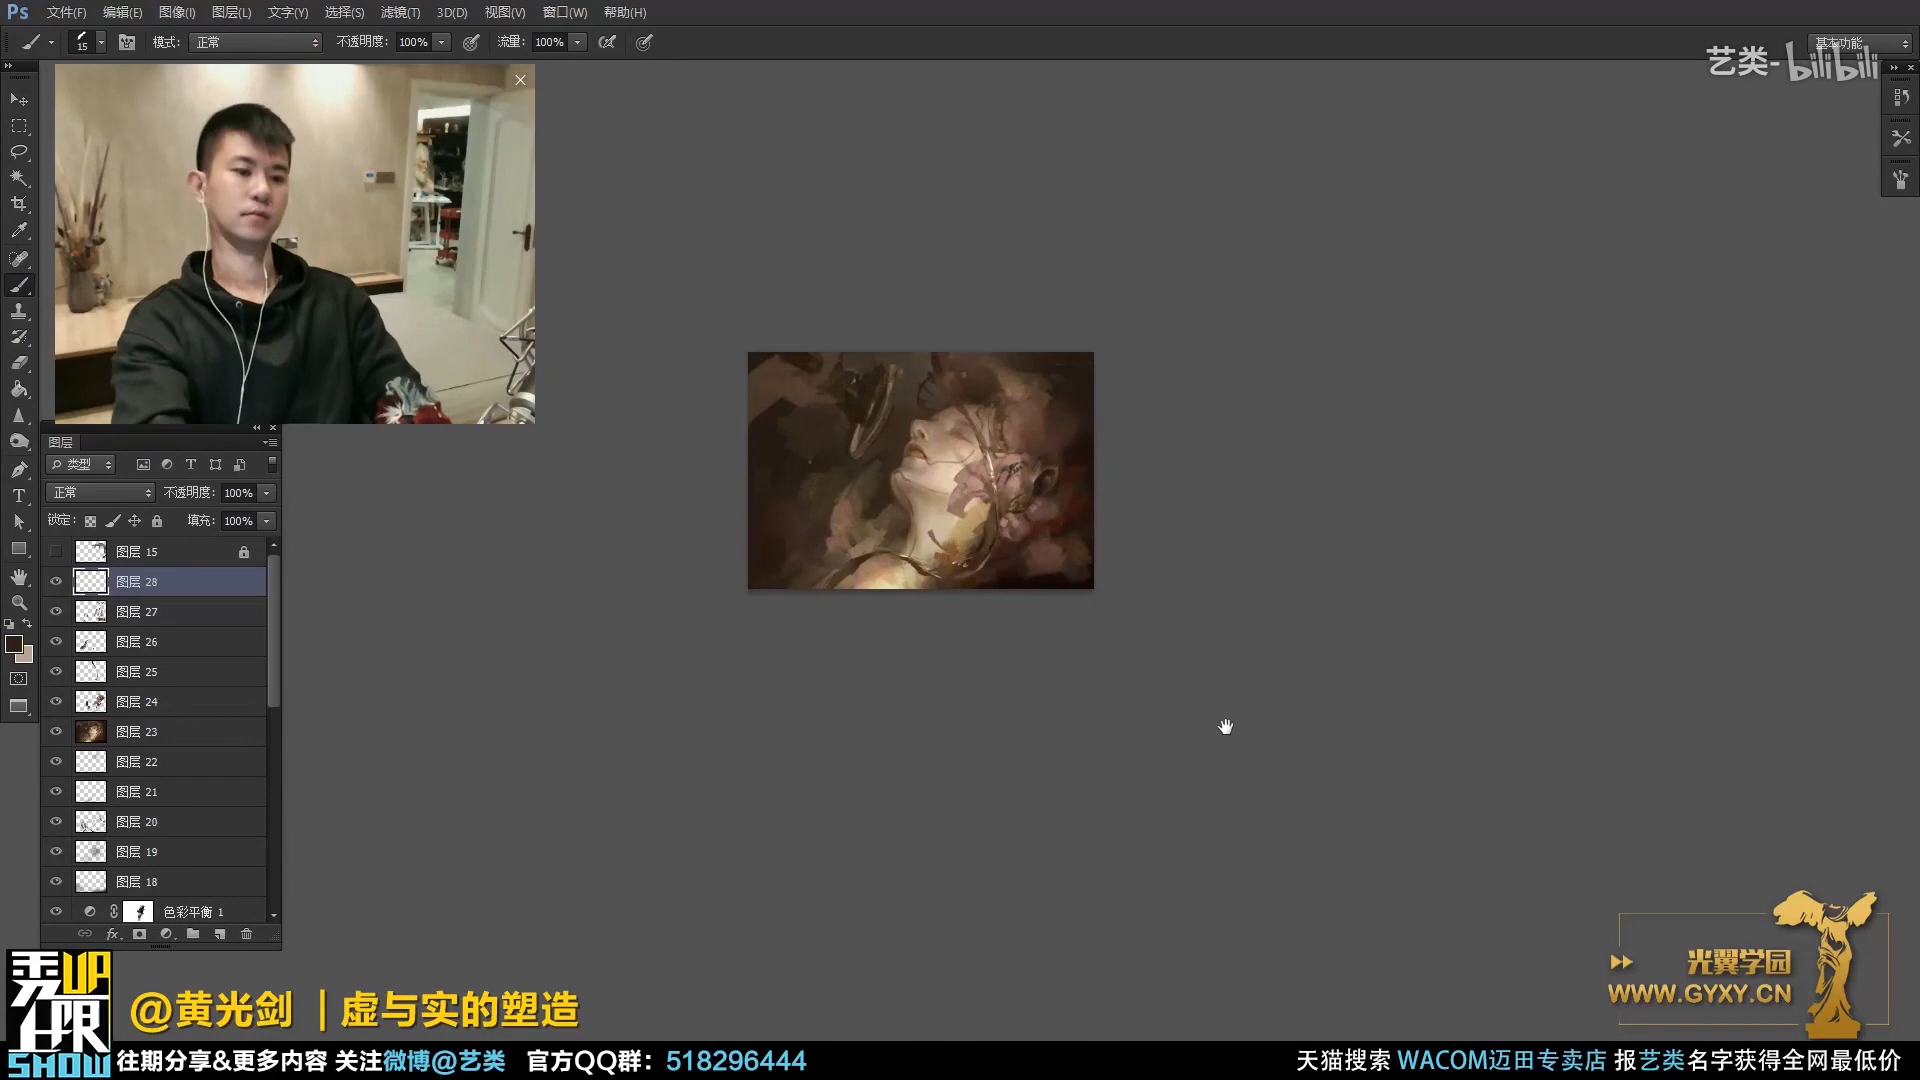 Ps 文件(F) 编辑(E) 图像(I) 图层(L) 文字(Y) 选择(S) 滤镜(T) 3D(D) 视图(V) 窗口(W) 帮助(H)
15 模式: 正常 不透明度: 100% 流量: 100% 基本功能
艺类-bilibili
图层
类型
正常 不透明度: 100%
锁定: 填充: 100%
图层 15
图层 28
图层 27
图层 26
图层 25
图层 24
图层 23
图层 22
图层 21
图层 20
图层 19
图层 18
色彩平衡 1
fx
光翼学园
WWW.GYXY.CN
UP
HR
SHOW
@黄光剑 | 虚与实的塑造
往期分享&更多内容 关注微博@艺类 官方QQ群: 518296444
天猫搜索 WACOM迈田专卖店 报艺类名字获得全网最低价